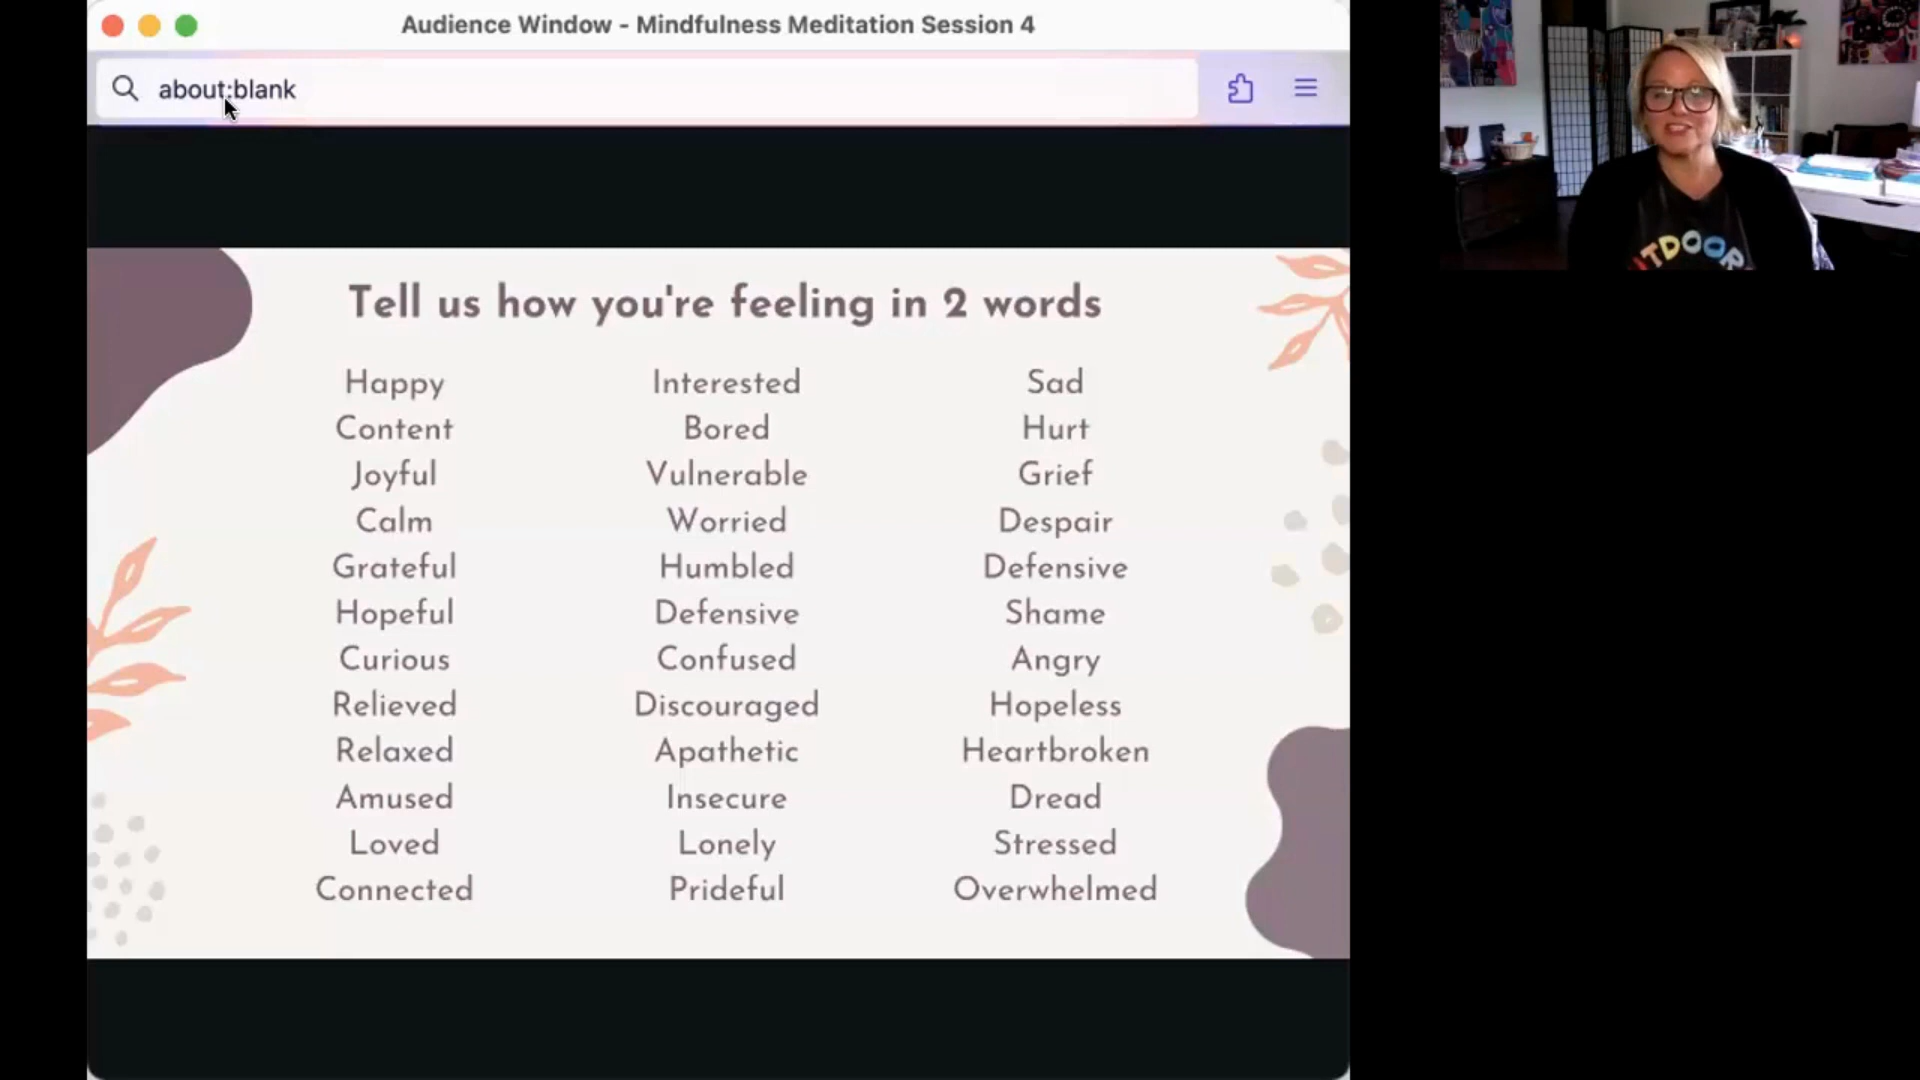 Audience Window - Mindfulness Meditation Session 4
about:blank
Tell us how you're feeling in 2 words
Happy Interested Sad
Content Bored Hurt
Joyful Vulnerable Grief
Calm Worried Despair
Grateful Humbled Defensive
Hopeful Defensive Shame
Curious Confused Angry
Relieved Discouraged Hopeless
Relaxed Apathetic Heartbroken
Amused Insecure Dread
Loved Lonely Stressed
Connected Prideful Overwhelmed